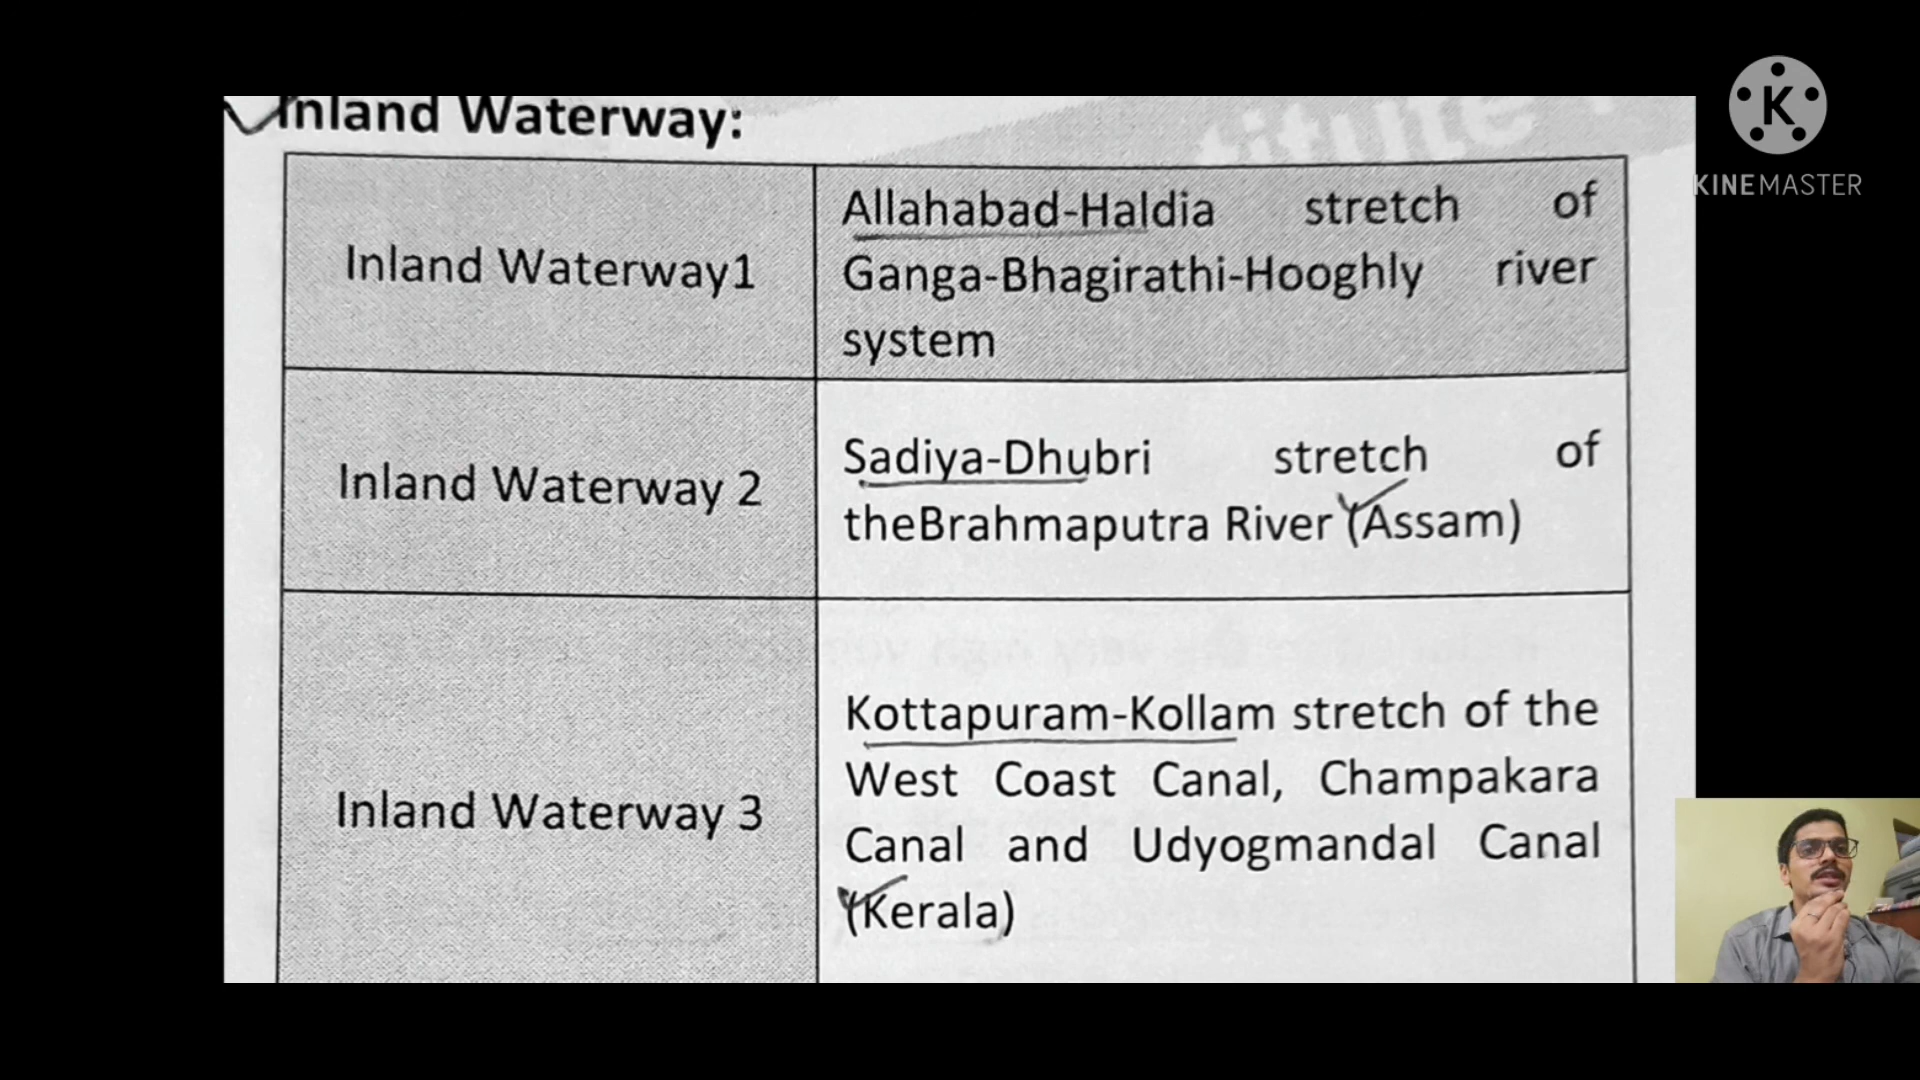 Inland Waterway:
titute
K
KINEMASTER
Inland Waterway1
Allahabad-Haldia stretch of
Ganga-Bhagirathi-Hooghly river
system
Inland Waterway 2
Sadiya-Dhubri stretch of
theBrahmaputra River (Assam)
Inland Waterway 3
Kottapuram-Kollam stretch of the
West Coast Canal, Champakara
Canal and Udyogmandal Canal
(Kerala)